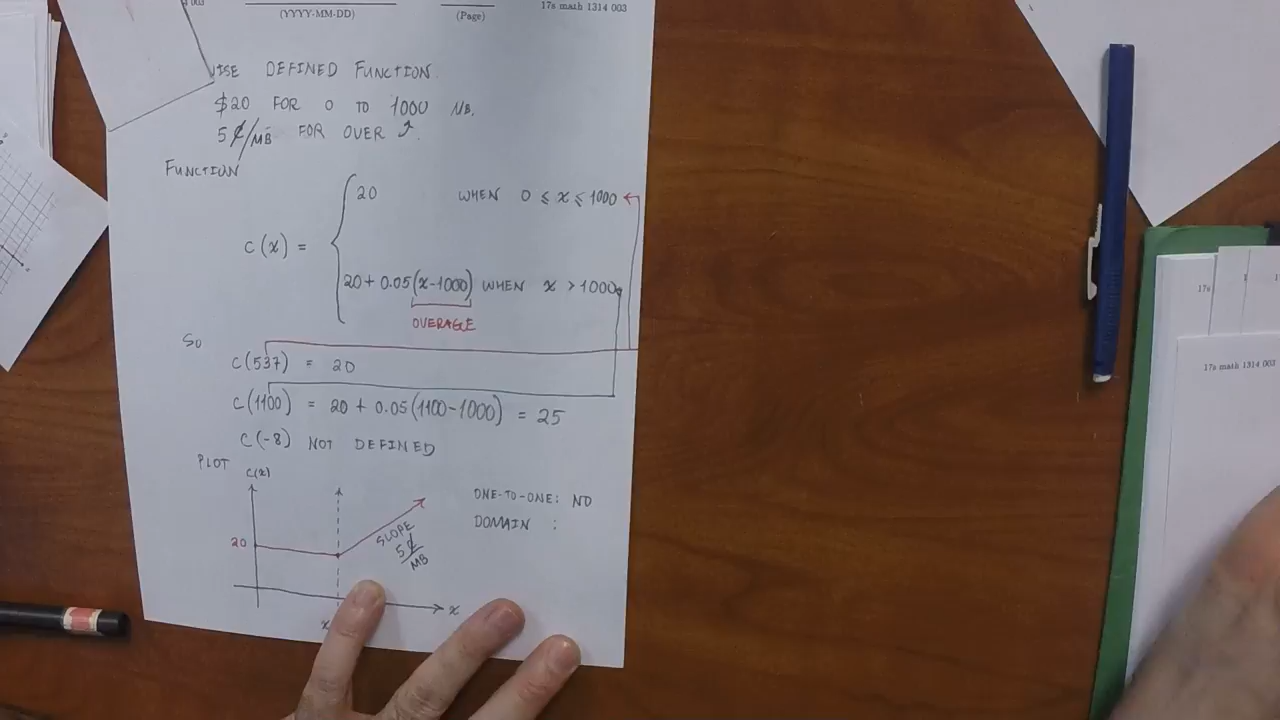 003
(YYYY-MM-DD)
(Page)
17s math 1314 003
DEFINED FUNCTION.
$20 FOR 0 TO 1000 MB.
5¢/MB FOR OVER ↗.
FUNCTION
C(x) =
20 WHEN 0 ⩽ x ⩽ 1000
20 + 0.05(x-1000) WHEN x > 1000
OVERAGE
SO
C(537) = 20
C(1100) = 20 + 0.05(1100-1000) = 25
C(-8) NOT DEFINED
PLOT
C(x)
20
SLOPE
5¢/MB
x
x
ONE-TO-ONE: NO
DOMAIN :
17s
17s math 1314 003